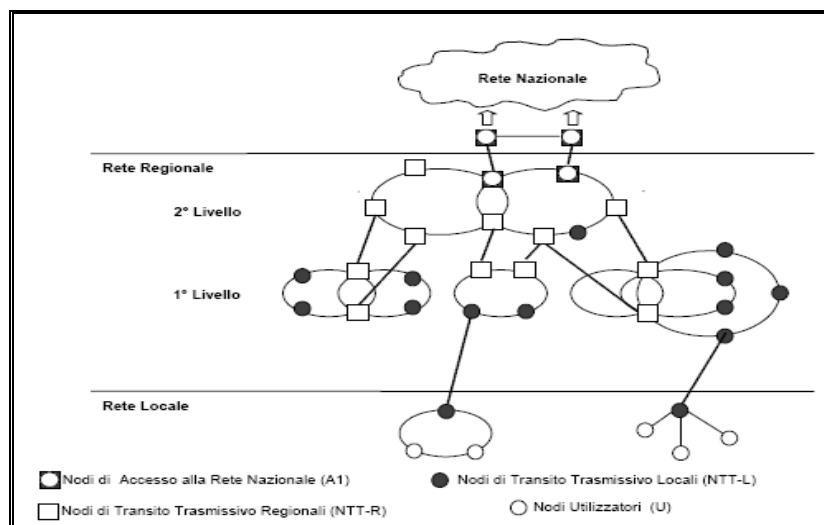 Rete Nazionale
Rete Regionale
2° Livello
1° Livello
Rete Locale
Nodi di Accesso alla Rete Nazionale (A1)
Nodi di Transito Trasmissivo Locali (NTT-L)
Nodi di Transito Trasmissivo Regionali (NTT-R)
Nodi Utilizzatori (U)